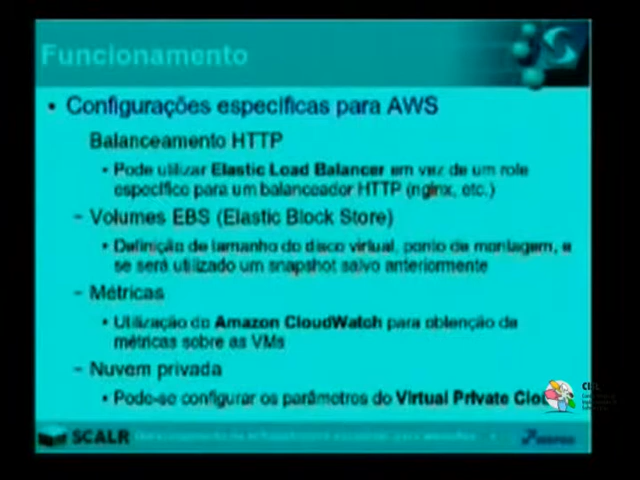 Funcionamento
• Configurações específicas para AWS
Balanceamento HTTP
• Pode utilizar Elastic Load Balancer em vez de um role
específico para um balanceador HTTP (nginx, etc.)
– Volumes EBS (Elastic Block Store)
• Definição de tamanho do disco virtual, ponto de montagem, e
se será utilizado um snapshot salvo anteriormente
– Métricas
• Utilização do Amazon CloudWatch para obtenção de
métricas sobre as VMs
– Nuvem privada
• Pode-se configurar os parâmetros do Virtual Private
SCALR